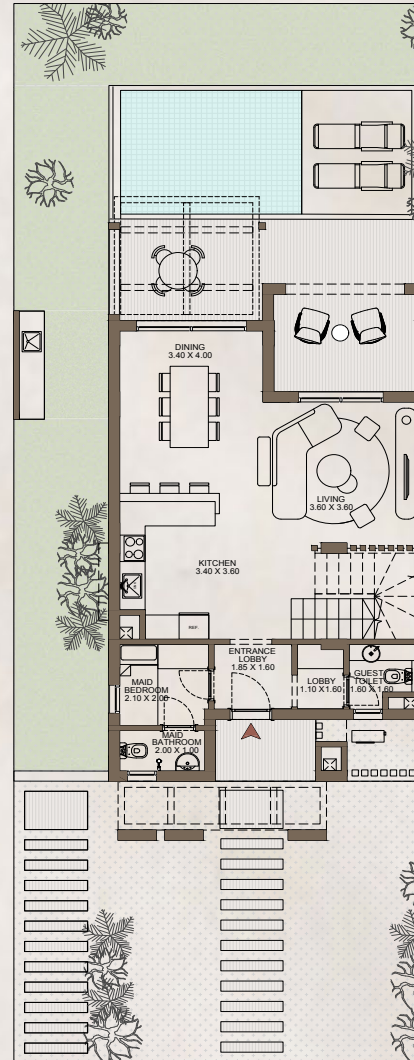 DINING
3.40 X 4.00
LIVING
3.60 X 3.60
KITCHEN
3.40 X 3.60
REF.
ENTRANCE
LOBBY
1.85 X 1.60
LOBBY
1.10 X 1.60
GUEST
TOILET
1.60 X 1.60
MAID
BEDROOM
2.10 X 2.00
MAID
BATHROOM
2.00 X 1.00